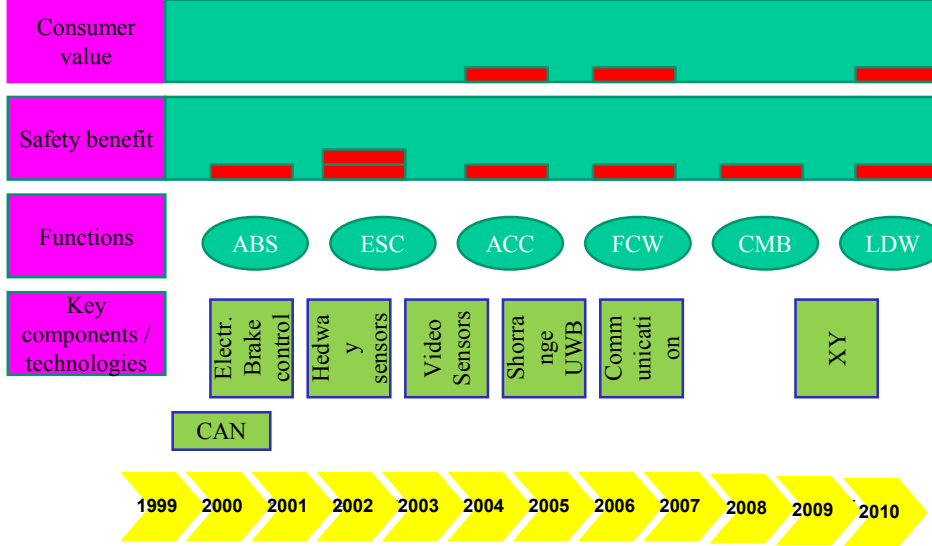 Consumer
value
Safety benefit
Functions
ABS
ESC
ACC
FCW
CMB
LDW
Key
components /
technologies
Electr.
Brake
control
Hedwa
y
sensors
Video
Sensors
Shorra
nge
UWB
Comm
unicati
on
XY
CAN
1999
2000
2001
2002
2003
2004
2005
2006
2007
2008
2009
2010